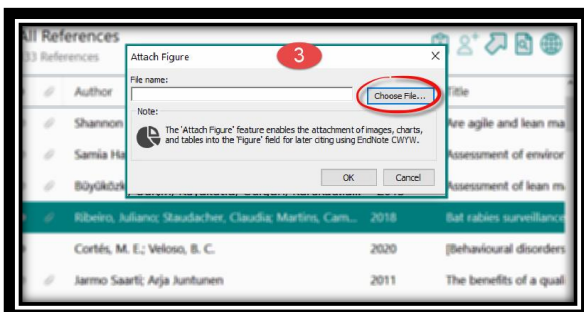 All References
33 References
Attach Figure
3
File name:
Choose File...
Note:
The 'Attach Figure' feature enables the attachment of images, charts,
and tables into the 'Figure' field for later citing using EndNote CWYW.
OK Cancel
Author Title
Shannon Are agile and lean ma
Samia Ha Assessment of environ
Büyüközk Assessment of lean m
Ribeiro, Juliano; Staudacher, Claudia; Martins, Cam... 2018 Bat rabies surveillance
Cortés, M. E.; Veloso, B. C. 2020 [Behavioural disorders
Jarmo Saarti; Arja Juntunen 2011 The benefits of a quali